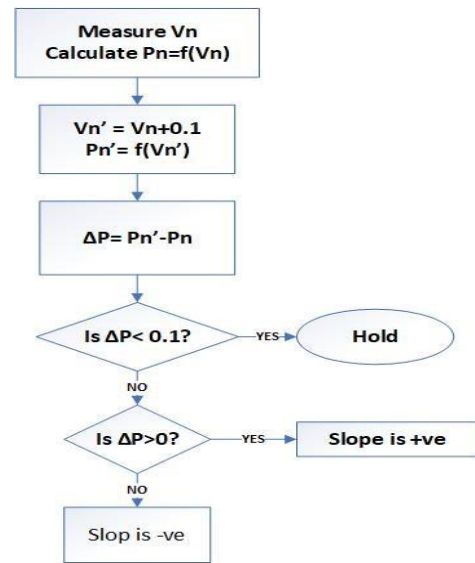 Measure Vn
Calculate Pn=f(Vn)
Vn’ = Vn+0.1
Pn’= f(Vn’)
ΔP= Pn’-Pn
Is ΔP< 0.1?
YES
Hold
NO
Is ΔP>0?
YES
Slope is +ve
NO
Slop is -ve